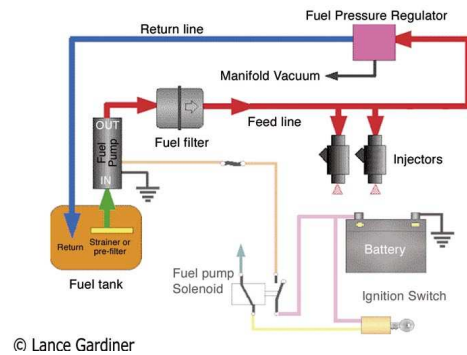 Fuel Pressure Regulator
Return line
Manifold Vacuum
OUT
Fuel
Pump
IN
Fuel filter
Feed line
Injectors
Return
Strainer or
pre-filter
Fuel tank
Battery
Fuel pump
Solenoid
Ignition Switch
© Lance Gardiner